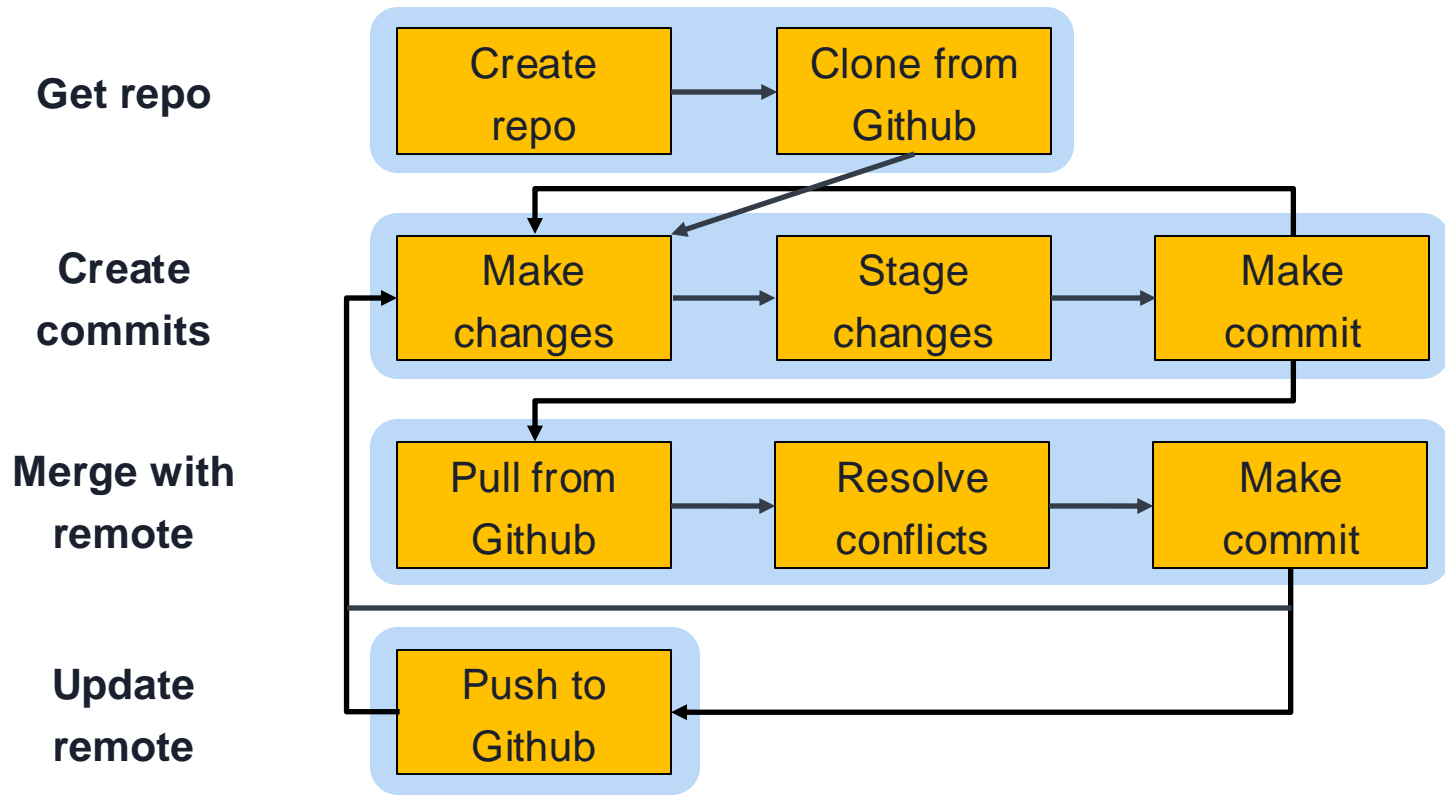 Get repo
Create
repo
Clone from
Github
Create
commits
Make
changes
Stage
changes
Make
commit
Merge with
remote
Pull from
Github
Resolve
conflicts
Make
commit
Update
remote
Push to
Github